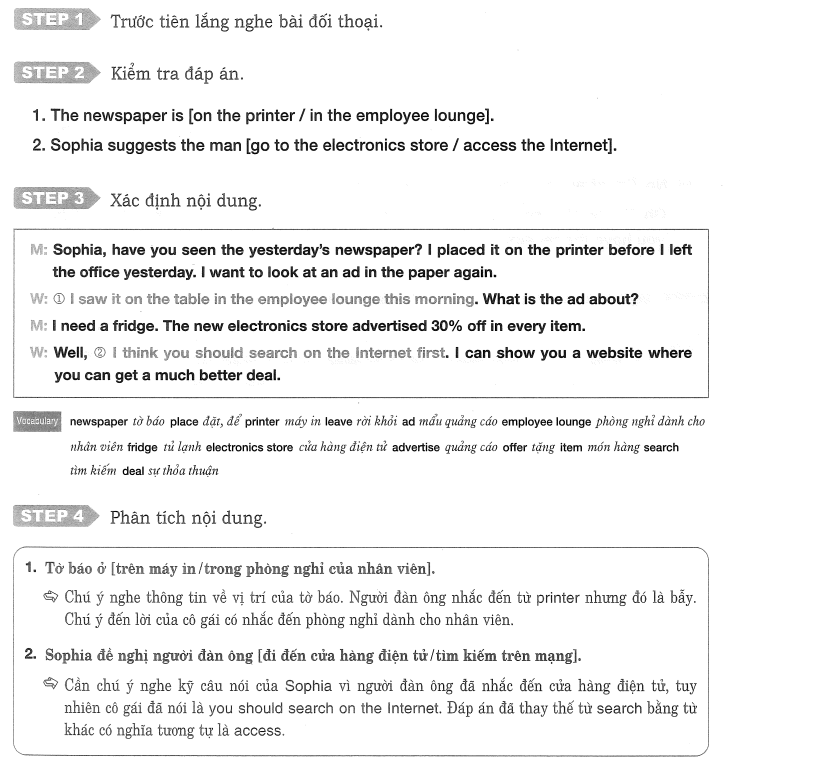 STEP 1 Trước tiên lắng nghe bài đối thoại.
STEP 2 Kiểm tra đáp án.
1. The newspaper is [on the printer / in the employee lounge].
2. Sophia suggests the man [go to the electronics store / access the Internet].
STEP 3 Xác định nội dung.
M: Sophia, have you seen the yesterday's newspaper? I placed it on the printer before I left
the office yesterday. I want to look at an ad in the paper again.
W: ① I saw it on the table in the employee lounge this morning. What is the ad about?
M: I need a fridge. The new electronics store advertised 30% off in every item.
W: Well, ② I think you should search on the Internet first. I can show you a website where
you can get a much better deal.
Vocabulary newspaper tờ báo place đặt, để printer máy in leave rời khỏi ad mẩu quảng cáo employee lounge phòng nghỉ dành cho
nhân viên fridge tủ lạnh electronics store cửa hàng điện tử advertise quảng cáo offer tặng item món hàng search
tìm kiếm deal sự thỏa thuận
STEP 4 Phân tích nội dung.
1. Tờ báo ở [trên máy in/trong phòng nghỉ của nhân viên].
➪ Chú ý nghe thông tin về vị trí của tờ báo. Người đàn ông nhắc đến từ printer nhưng đó là bẫy.
Chú ý đến lời của cô gái có nhắc đến phòng nghỉ dành cho nhân viên.
2. Sophia đề nghị người đàn ông [đi đến cửa hàng điện tử/tìm kiếm trên mạng].
➪ Cần chú ý nghe kỹ câu nói của Sophia vì người đàn ông đã nhắc đến cửa hàng điện tử, tuy
nhiên cô gái đã nói là you should search on the Internet. Đáp án đã thay thế từ search bằng từ
khác có nghĩa tương tự là access.